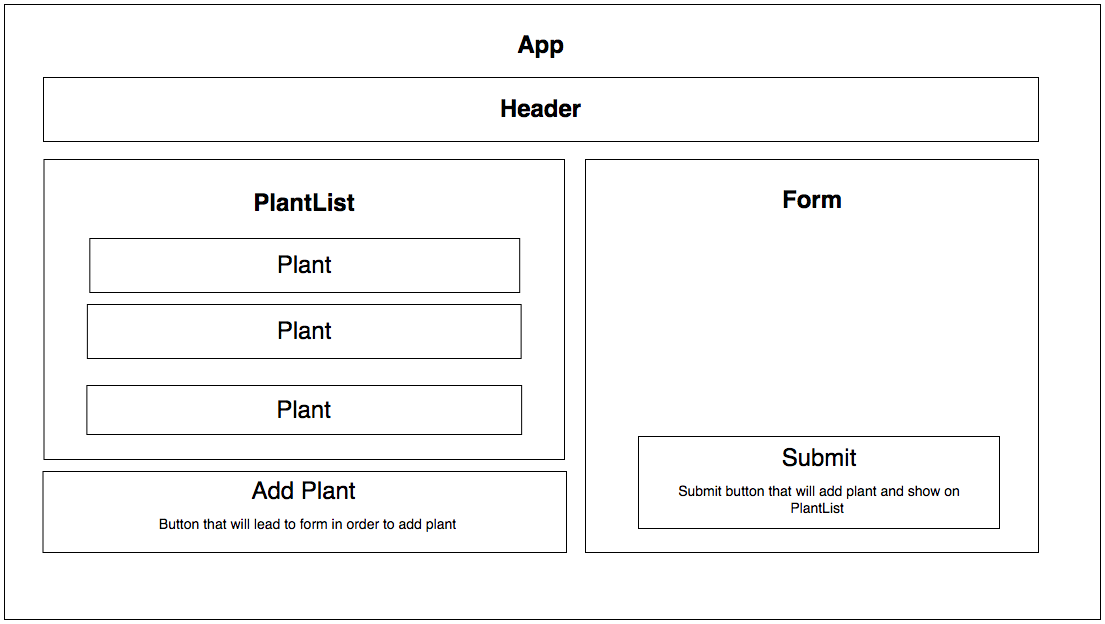 App
Header
PlantList
Plant
Plant
Plant
Add Plant
Button that will lead to form in order to add plant
Form
Submit
Submit button that will add plant and show on
PlantList